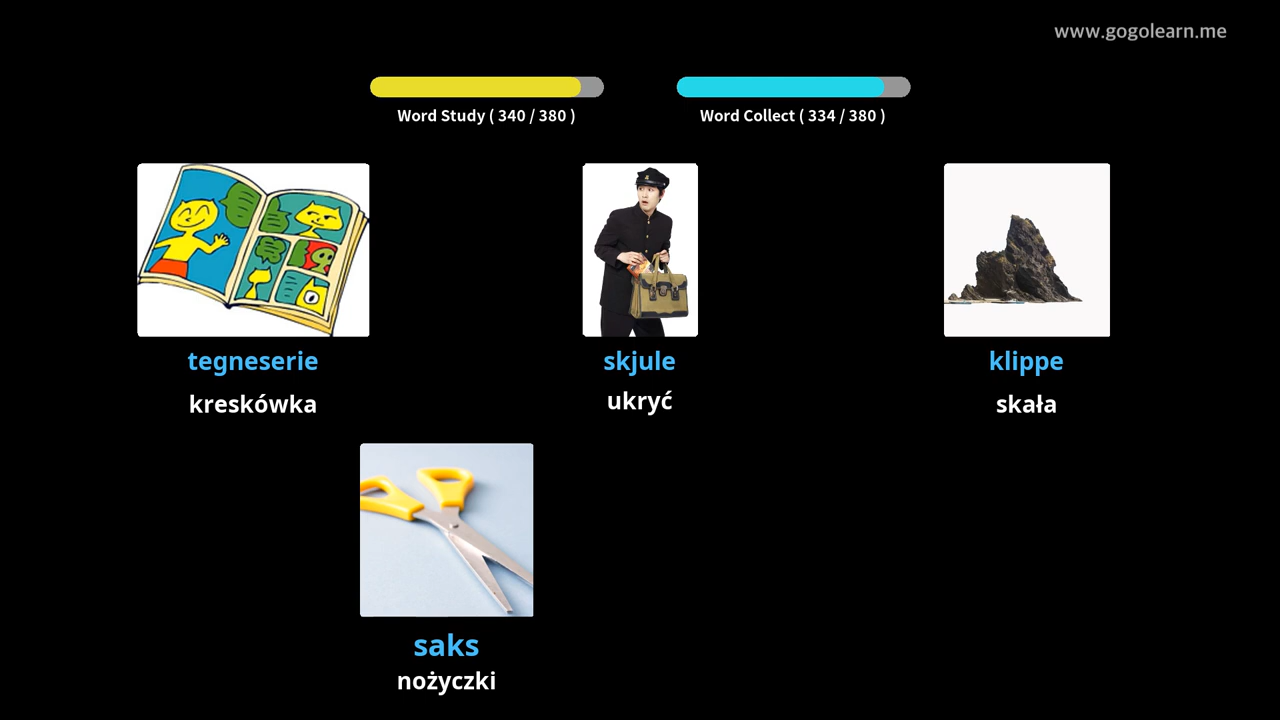 www.gogolearn.me
Word Study ( 340 / 380 )
Word Collect ( 334 / 380 )
tegneserie
kreskówka
skjule
ukryć
klippe
skała
saks
nożyczki